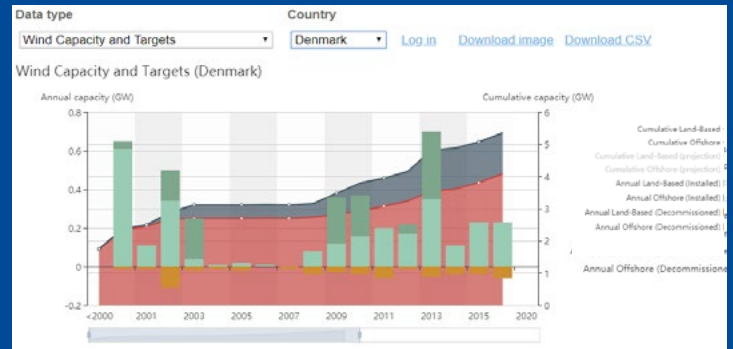 Data type
Country
Wind Capacity and Targets
Denmark
Log in
Download image
Download CSV
Wind Capacity and Targets (Denmark)
Annual capacity (GW)
Cumulative capacity (GW)
0.8
0.6
0.4
0.2
0
-0.2
6
5
4
3
2
1
0
<2000
2001
2003
2005
2007
2009
2011
2013
2015
2020
Cumulative Land-Based
Cumulative Offshore
Cumulative Land-Based (projection)
Cumulative Offshore (projection)
Annual Land-Based (Installed)
Annual Offshore (Installed)
Annual Land-Based (Decommissioned)
Annual Offshore (Decommissioned)
Annual Offshore (Decommissione